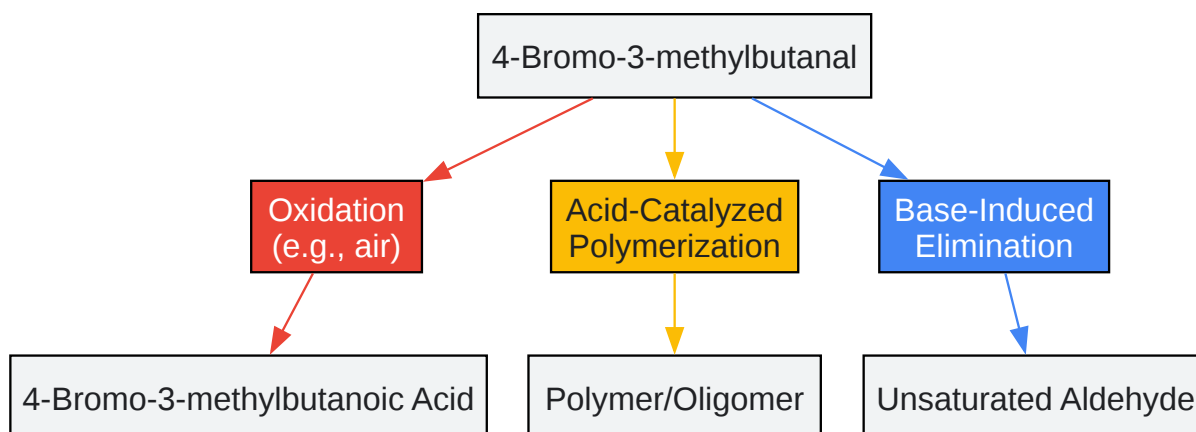 4-Bromo-3-methylbutanal
Oxidation
(e.g., air)
Acid-Catalyzed
Polymerization
Base-Induced
Elimination
4-Bromo-3-methylbutanoic Acid
Polymer/Oligomer
Unsaturated Aldehyde